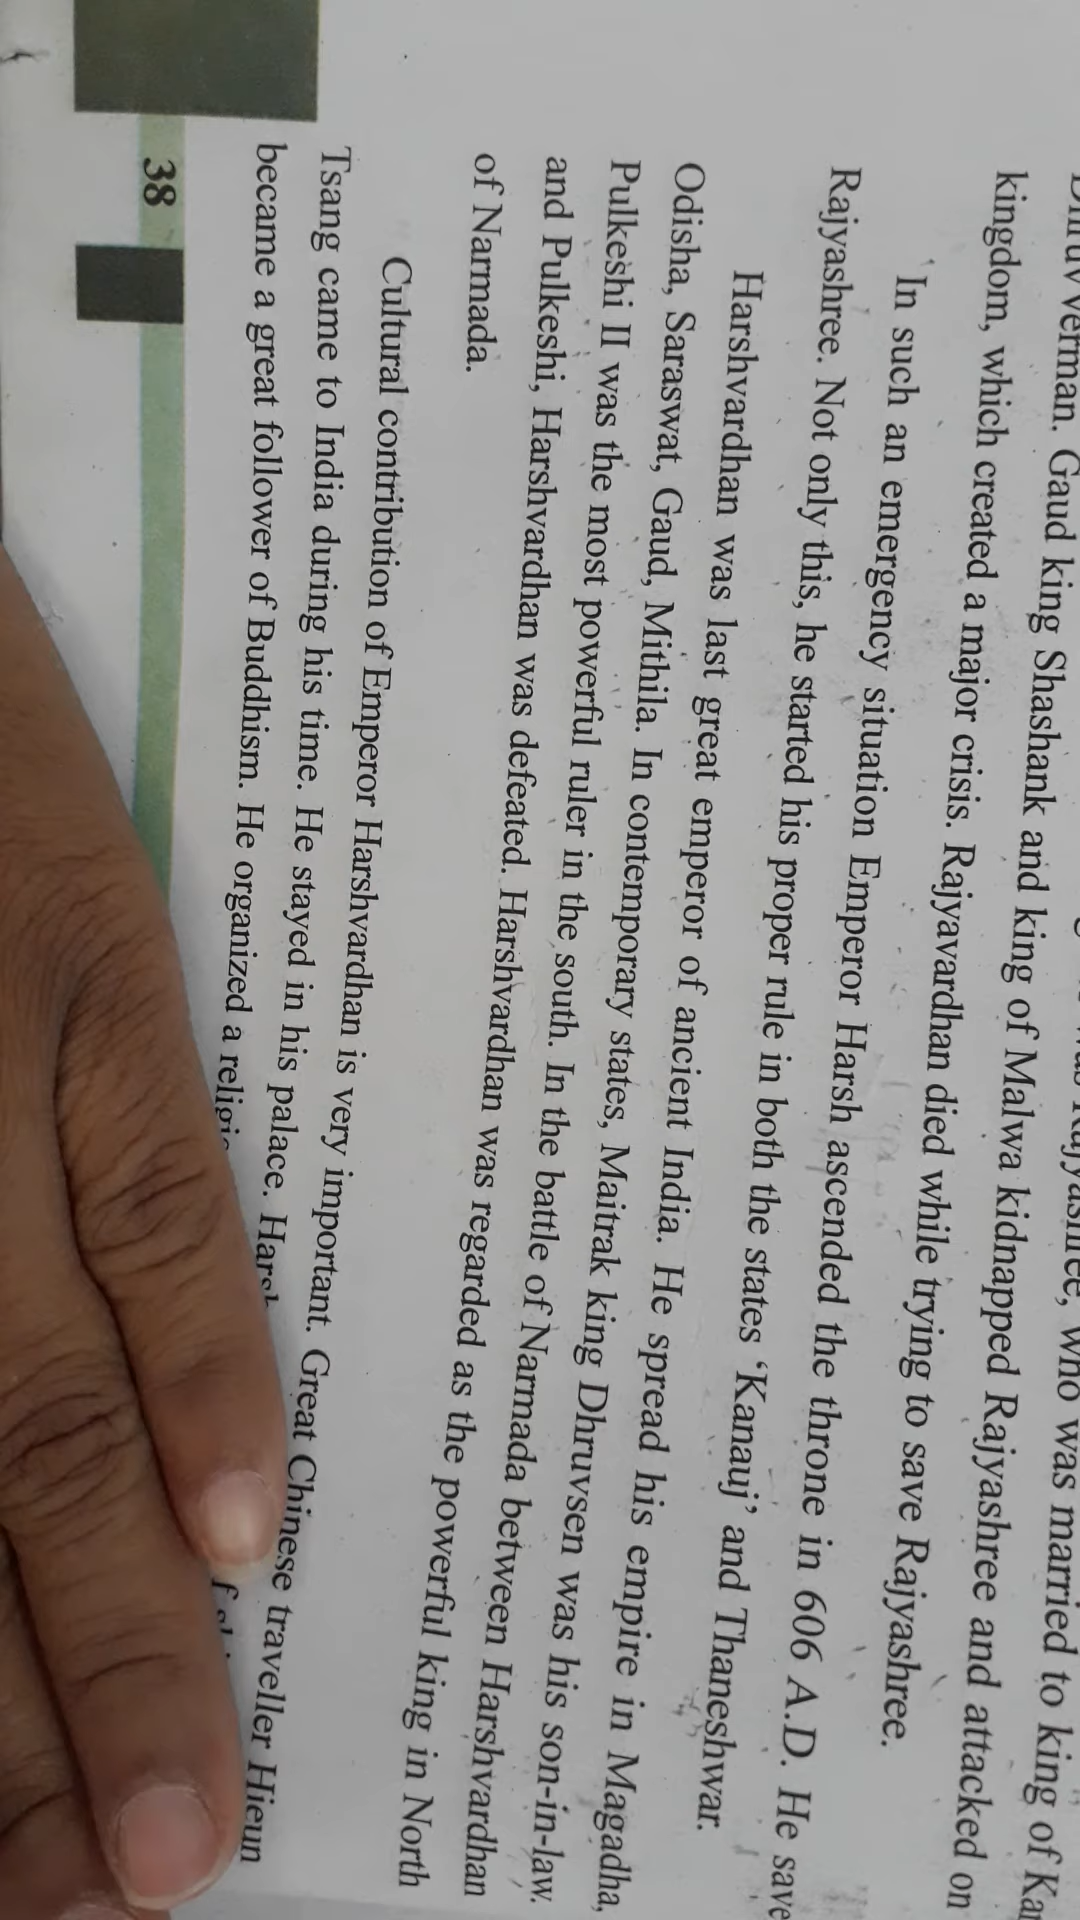 was Rajyashree, who was married to king of
Verman. Gaud king Shashank and king of Malwa kidnapped Rajyashree and attacked on
kingdom, which created a major crisis. Rajyavardhan died while trying to save Rajyashree.
In such an emergency situation Emperor Harsh ascended the throne in 606 A.D. He save
Rajyashree. Not only this, he started his proper rule in both the states ‘Kanauj’ and Thaneshwar.
Harshvardhan was last great emperor of ancient India. He spread his empire in Magadha,
Odisha, Saraswat, Gaud, Mithila. In contemporary states, Maitrak king Dhruvsen was his son-in-law.
Pulkeshi II was the most powerful ruler in the south. In the battle of Narmada between Harshvardhan
and Pulkeshi, Harshvardhan was defeated. Harshvardhan was regarded as the powerful king in North
of Narmada.
Cultural contribution of Emperor Harshvardhan is very important. Great Chinese traveller Hieun
Tsang came to India during his time. He stayed in his palace.
became a great follower of Buddhism. He organized a
38